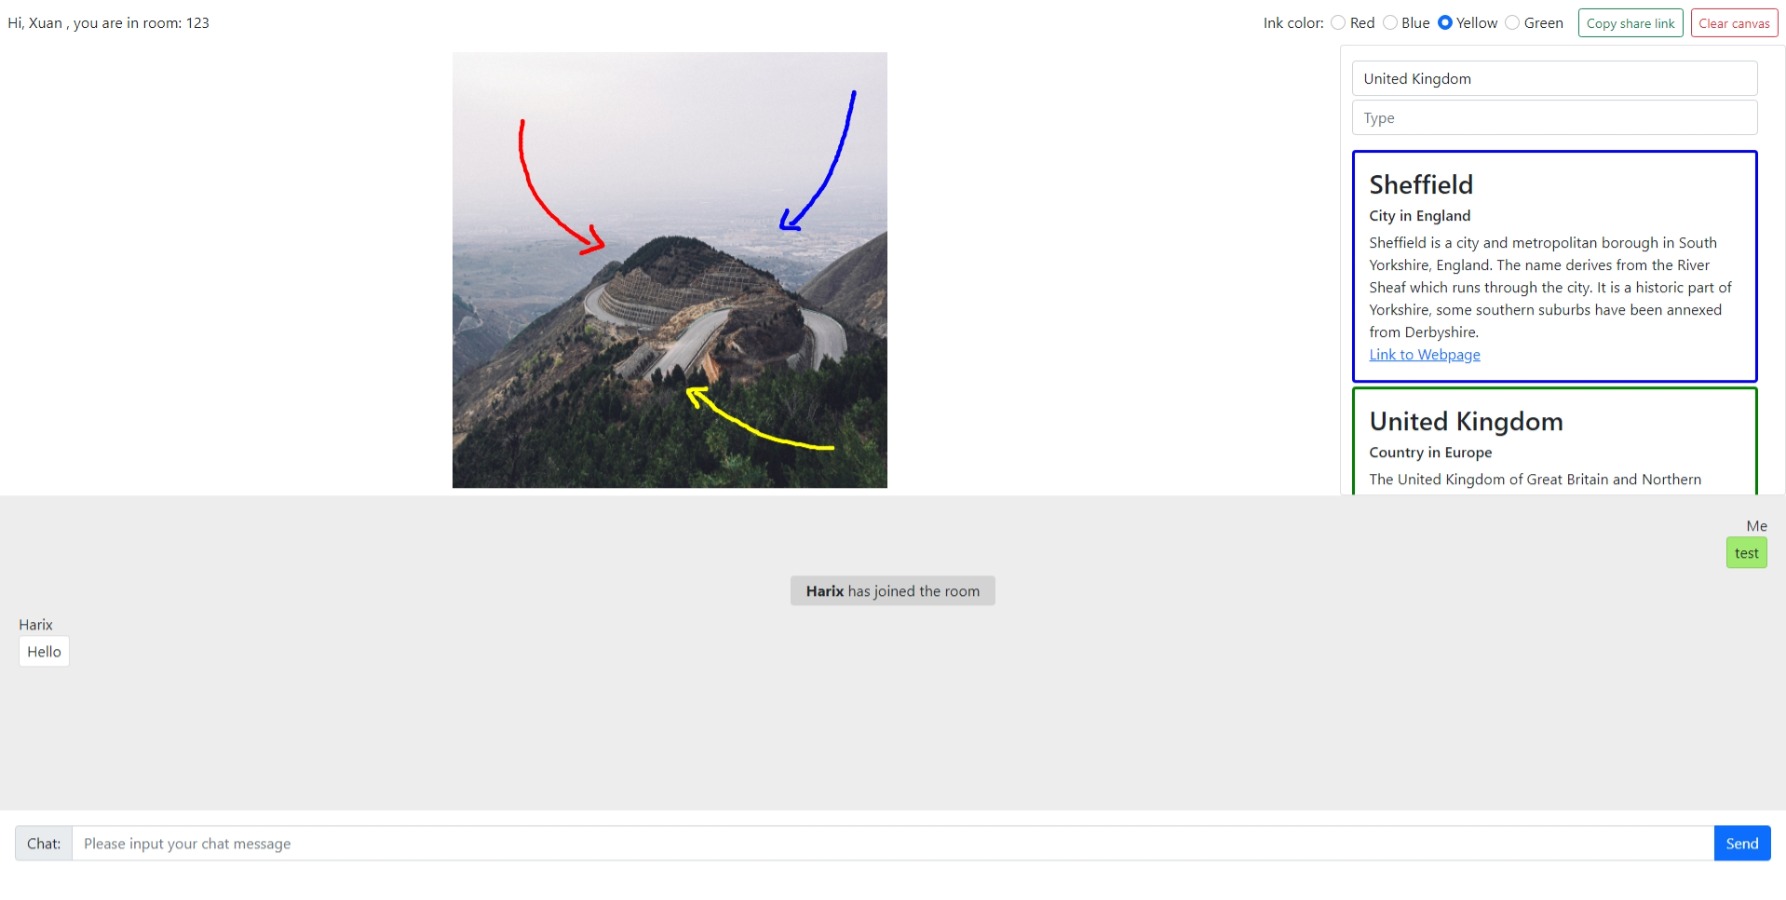 Hi, Xuan , you are in room: 123
Ink color: Red Blue Yellow Green Copy share link Clear canvas
United Kingdom
Type
Sheffield
City in England
Sheffield is a city and metropolitan borough in South
Yorkshire, England. The name derives from the River
Sheaf which runs through the city. It is a historic part of
Yorkshire, some southern suburbs have been annexed
from Derbyshire.
Link to Webpage
United Kingdom
Country in Europe
The United Kingdom of Great Britain and Northern
Me
test
Harix has joined the room
Harix
Hello
Chat: Please input your chat message Send